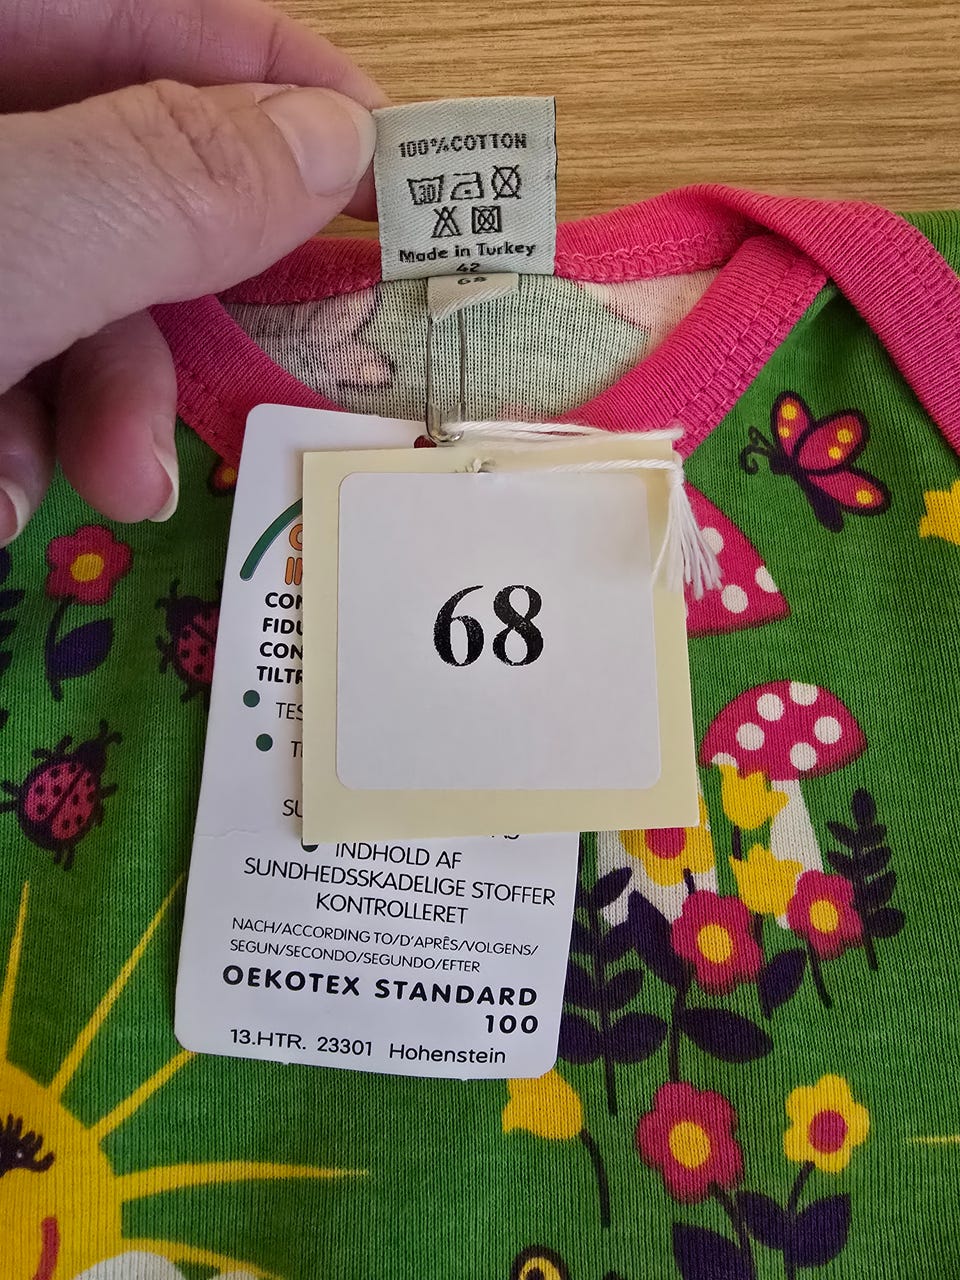 100%COTTON
30
Made in Turkey
42
68
68
INDHOLD AF
SUNDHEDSSKADELIGE STOFFER
KONTROLLERET
NACH/ACCORDING TO/D'APRÈS/VOLGENS/
SEGUN/SECONDO/SEGUNDO/EFTER
OEKOTEX STANDARD
100
13.HTR. 23301 Hohenstein